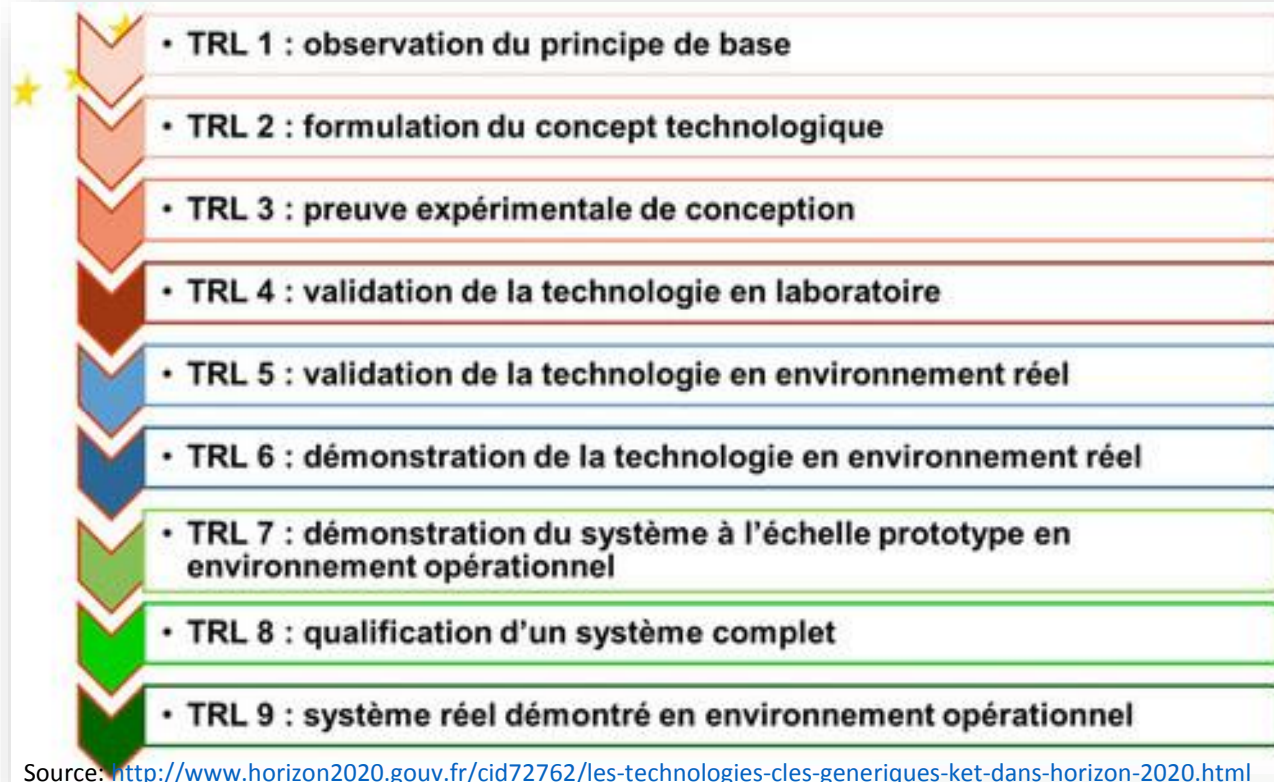 • TRL 1 : observation du principe de base
• TRL 2 : formulation du concept technologique
• TRL 3 : preuve expérimentale de conception
• TRL 4 : validation de la technologie en laboratoire
• TRL 5 : validation de la technologie en environnement réel
• TRL 6 : démonstration de la technologie en environnement réel
• TRL 7 : démonstration du système à l'échelle prototype en
environnement opérationnel
• TRL 8 : qualification d'un système complet
• TRL 9 : système réel démontré en environnement opérationnel
Source: http://www.horizon2020.gouv.fr/cid72762/les-technologies-cles-generiques-ket-dans-horizon-2020.html